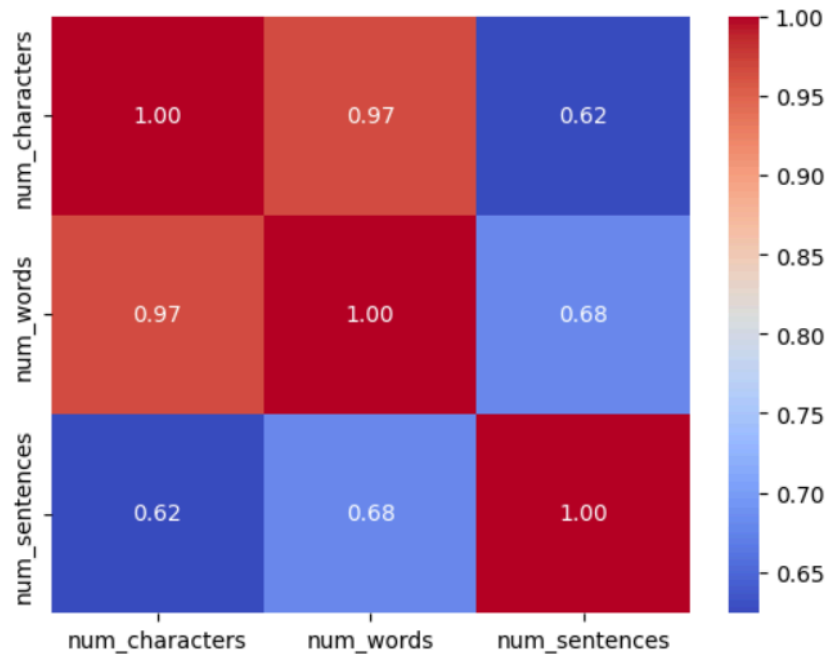 num_characters
1.00 0.97 0.62
num_words
0.97 1.00 0.68
num_sentences
0.62 0.68 1.00
num_characters num_words num_sentences
1.00
0.95
0.90
0.85
0.80
0.75
0.70
0.65